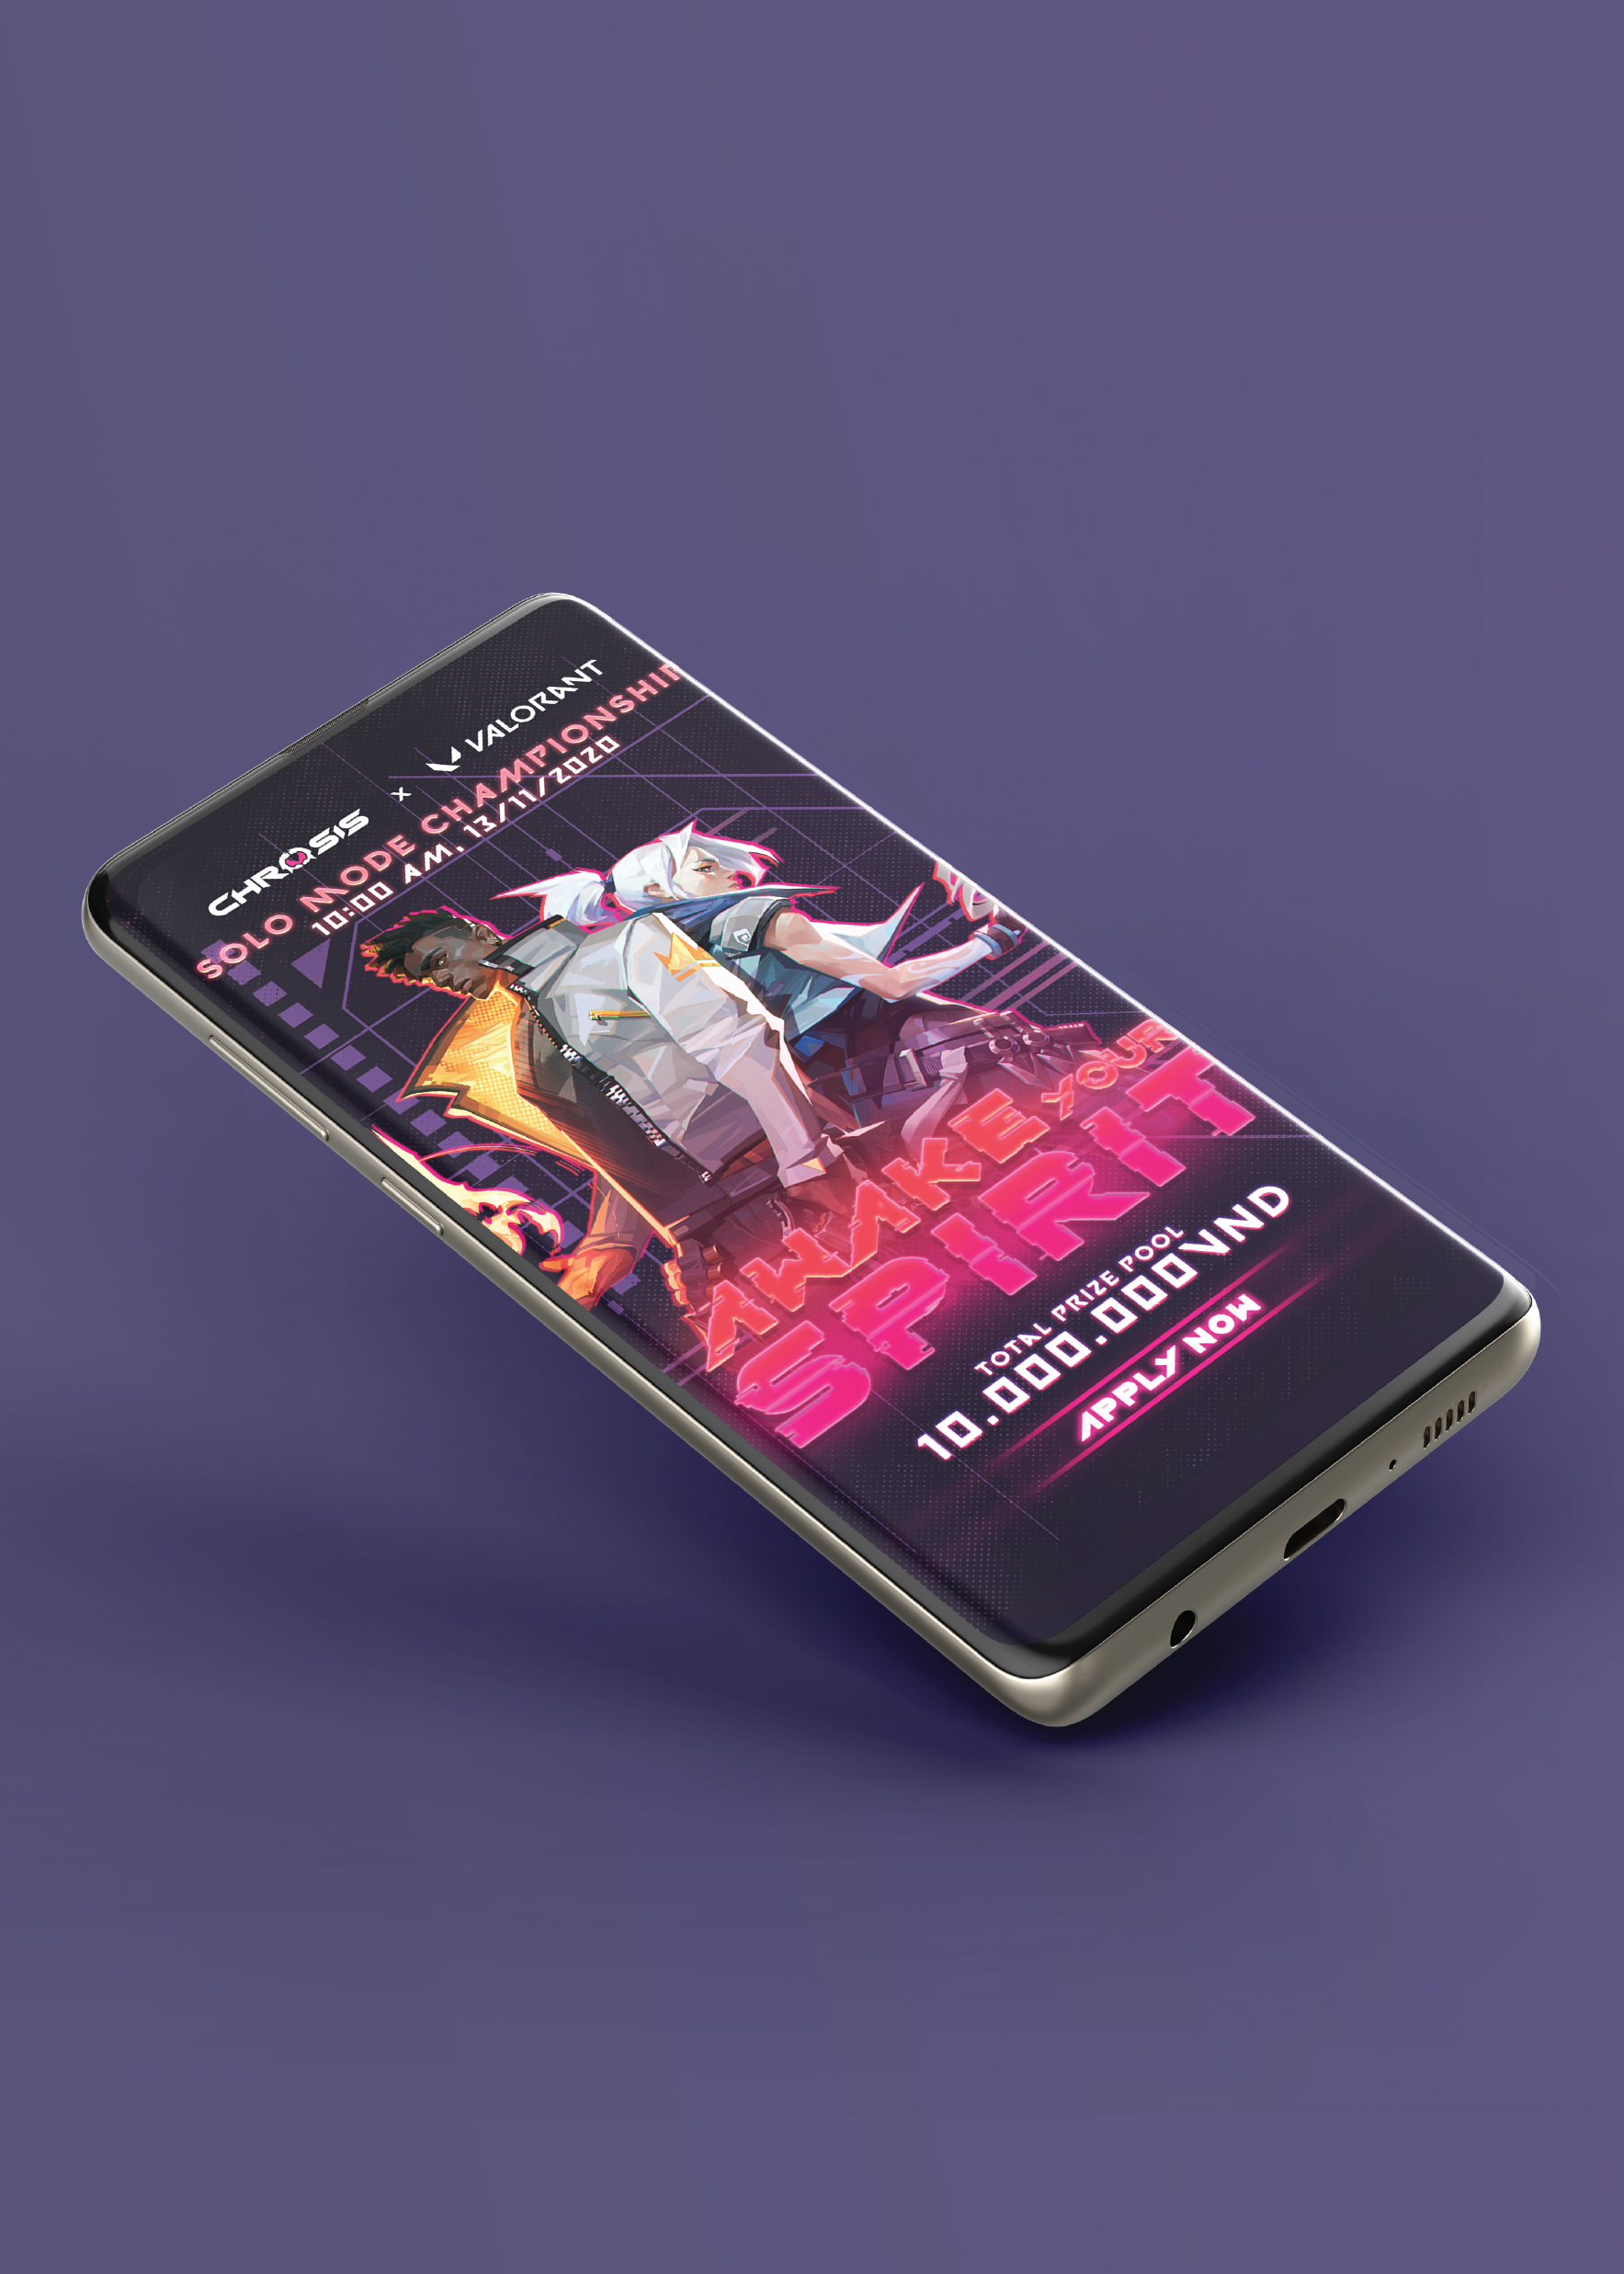 CHROSIS x VALORANT
SOLO MODE CHAMPIONSHIP
10:00 AM, 13/11/2020
AWAKE YOUR
SPIRIT
TOTAL PRIZE POOL
10.000.000VND
APPLY NOW